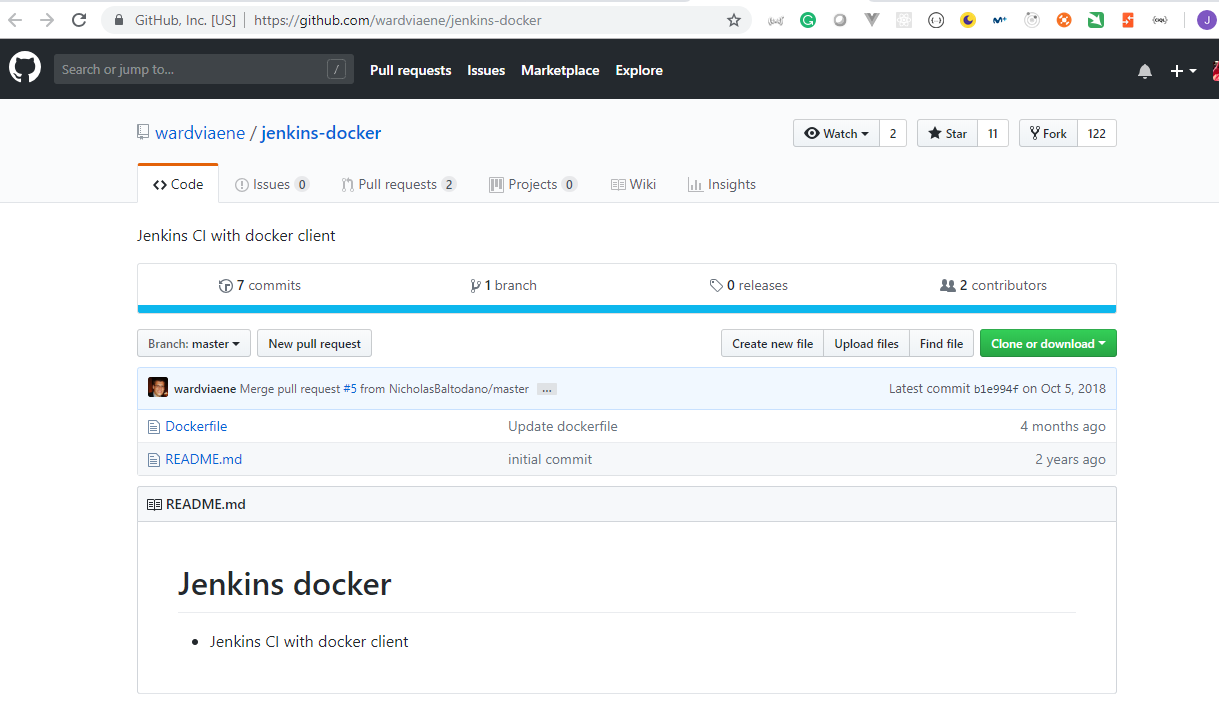 GitHub, Inc. [US] | https://github.com/wardviaene/jenkins-docker
J
Search or jump to... /
Pull requests Issues Marketplace Explore
wardviaene / jenkins-docker
Watch 2 Star 11 Fork 122
Code Issues 0 Pull requests 2 Projects 0 Wiki Insights
Jenkins CI with docker client
7 commits 1 branch 0 releases 2 contributors
Branch: master New pull request Create new file Upload files Find file Clone or download
wardviaene Merge pull request #5 from NicholasBaltodano/master ... Latest commit b1e994f on Oct 5, 2018
Dockerfile Update dockerfile 4 months ago
README.md initial commit 2 years ago
README.md
Jenkins docker
• Jenkins CI with docker client